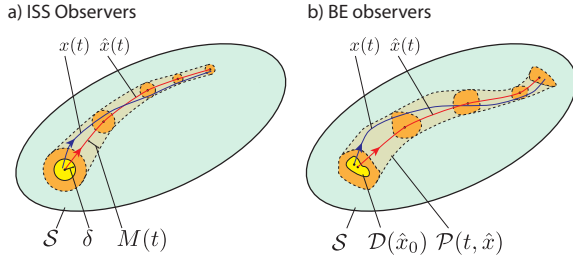 a) ISS Observers
b) BE observers
x(t) x̂(t)
x(t) x̂(t)
𝒮 δ M(t)
𝒮 𝒟(x̂₀) 𝒫(t, x̂)